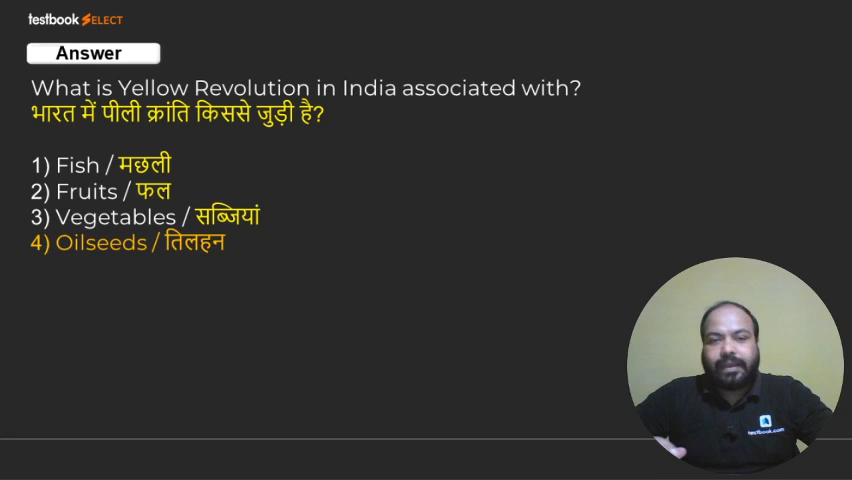 testbook SELECT
Answer
What is Yellow Revolution in India associated with?
भारत में पीली क्रांति किससे जुड़ी है?
1) Fish / मछली
2) Fruits / फल
3) Vegetables / सब्जियां
4) Oilseeds / तिलहन
testbook.com